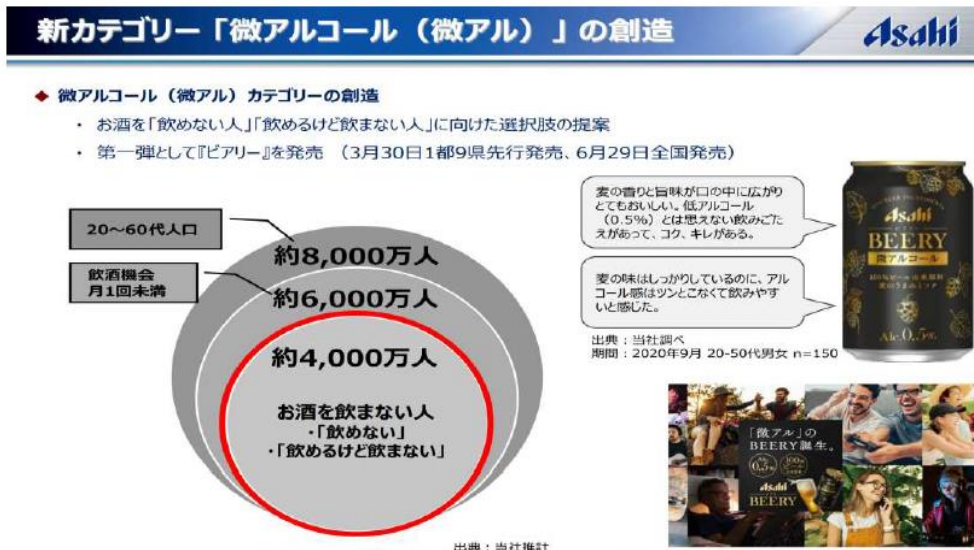 新カテゴリー「微アルコール（微アル）」の創造
Asahi
◆ 微アルコール（微アル）カテゴリーの創造
・ お酒を「飲めない人」「飲めるけど飲まない人」に向けた選択肢の提案
・ 第一弾として『ビアリー』を発売 （3月30日1都9県先行発売、6月29日全国発売）
20～60代人口
約8,000万人
飲酒機会
月1回未満
約6,000万人
約4,000万人
お酒を飲まない人
・「飲めない」
・「飲めるけど飲まない」
出典：当社推計
麦の香りと旨味が口の中に広がり
とてもおいしい。低アルコール
（0.5%）とは思えない飲みごた
えがあって、コク、キレがある。
麦の味はしっかりしているのに、アル
コール感はツンとこなくて飲みやす
いと感じた。
出典：当社調べ
期間：2020年9月 20-50代男女 n=150
Asahi
BEERY
微アルコール
Alc.0.5%
「微アル」の
BEERY誕生。
Alc
0.5%
100%
ビール
Asahi
BEERY